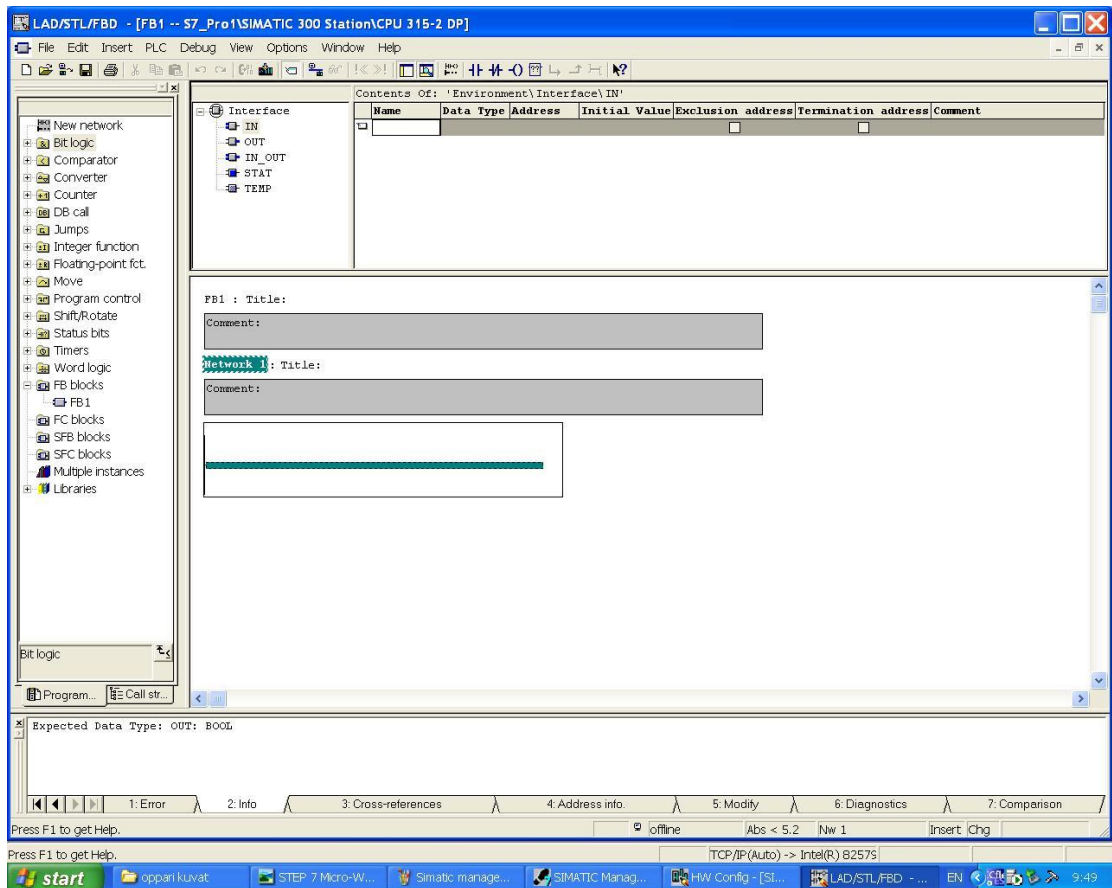 LAD/STL/FBD - [FB1 -- S7_Pro1\SIMATIC 300 Station\CPU 315-2 DP]
File Edit Insert PLC Debug View Options Window Help
New network
Bit logic
Comparator
Converter
Counter
DB call
Jumps
Integer function
Floating-point fct.
Move
Program control
Shift/Rotate
Status bits
Timers
Word logic
FB blocks
FB1
FC blocks
SFB blocks
SFC blocks
Multiple instances
Libraries
Bit logic
Program... Call str...
Interface
IN
OUT
IN_OUT
STAT
TEMP
Contents Of: 'Environment\Interface\IN'
Name Data Type Address Initial Value Exclusion address Termination address Comment
FB1 : Title:
Comment:
Network 1: Title:
Comment:
Expected Data Type: OUT: BOOL
1: Error 2: Info 3: Cross-references 4: Address info. 5: Modify 6: Diagnostics 7: Comparison
Press F1 to get Help. offline Abs < 5.2 Nw 1 Insert Chg
Press F1 to get Help. TCP/IP(Auto) -> Intel(R) 8257
start oppari kuvat STEP 7 Micro-W... Simatic manage... SIMATIC Manag... HW Config - [SI... LAD/STL/FBD - ... EN 9:49